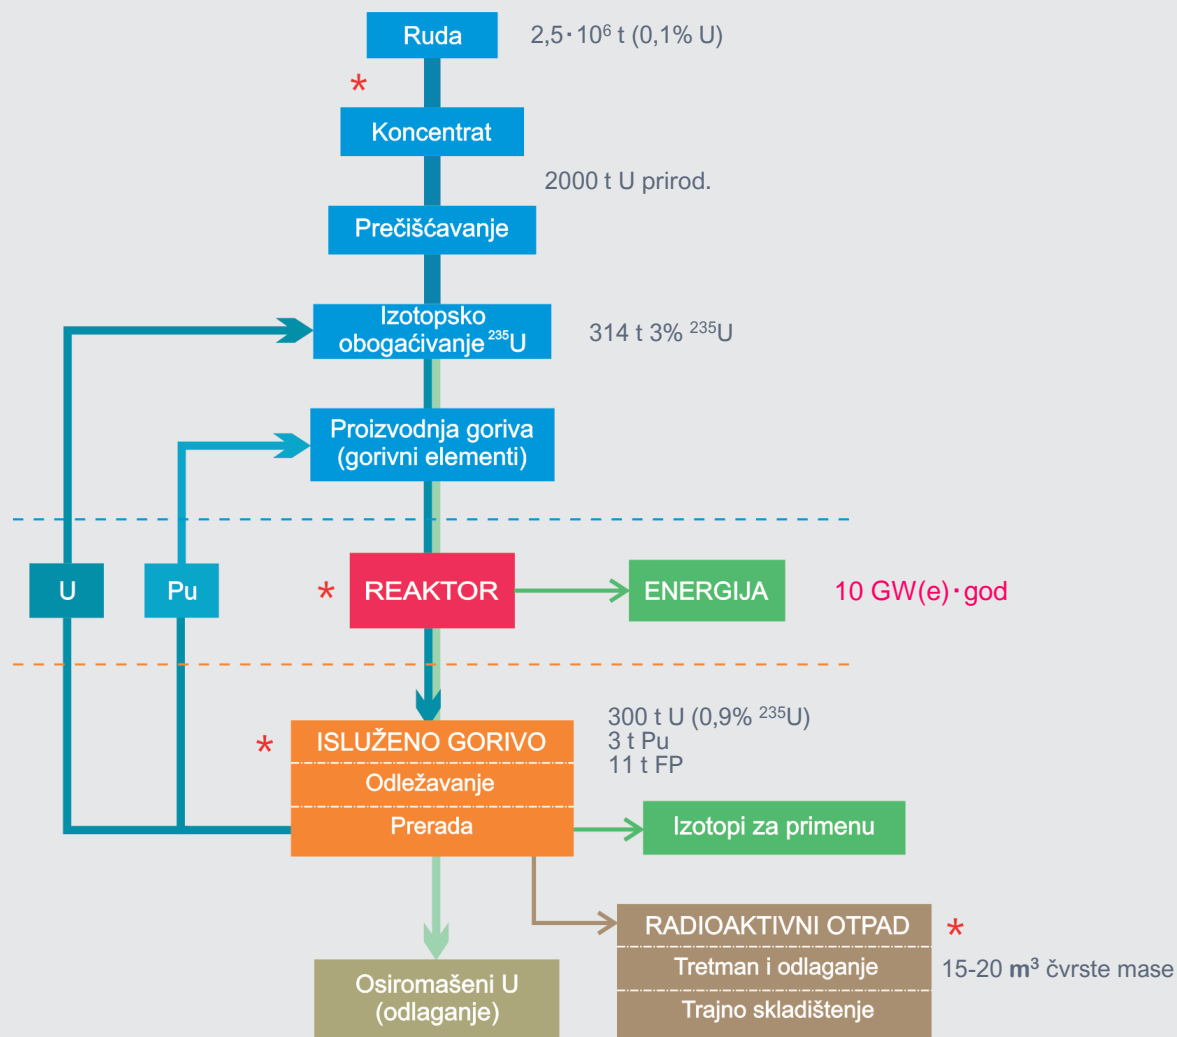 Ruda
2,5·10⁶ t (0,1% U)
*
Koncentrat
2000 t U prirod.
Prečišćavanje
Izotopsko
obogaćivanje ²³⁵U
314 t 3% ²³⁵U
Proizvodnja goriva
(gorivni elementi)
U
Pu
*
REAKTOR
ENERGIJA
10 GW(e)·god
*
ISLUŽENO GORIVO
300 t U (0,9% ²³⁵U)
3 t Pu
11 t FP
Odležavanje
Prerada
Izotopi za primenu
RADIOAKTIVNI OTPAD
*
Tretman i odlaganje
15-20 m³ čvrste mase
Trajno skladištenje
Osiromašeni U
(odlaganje)